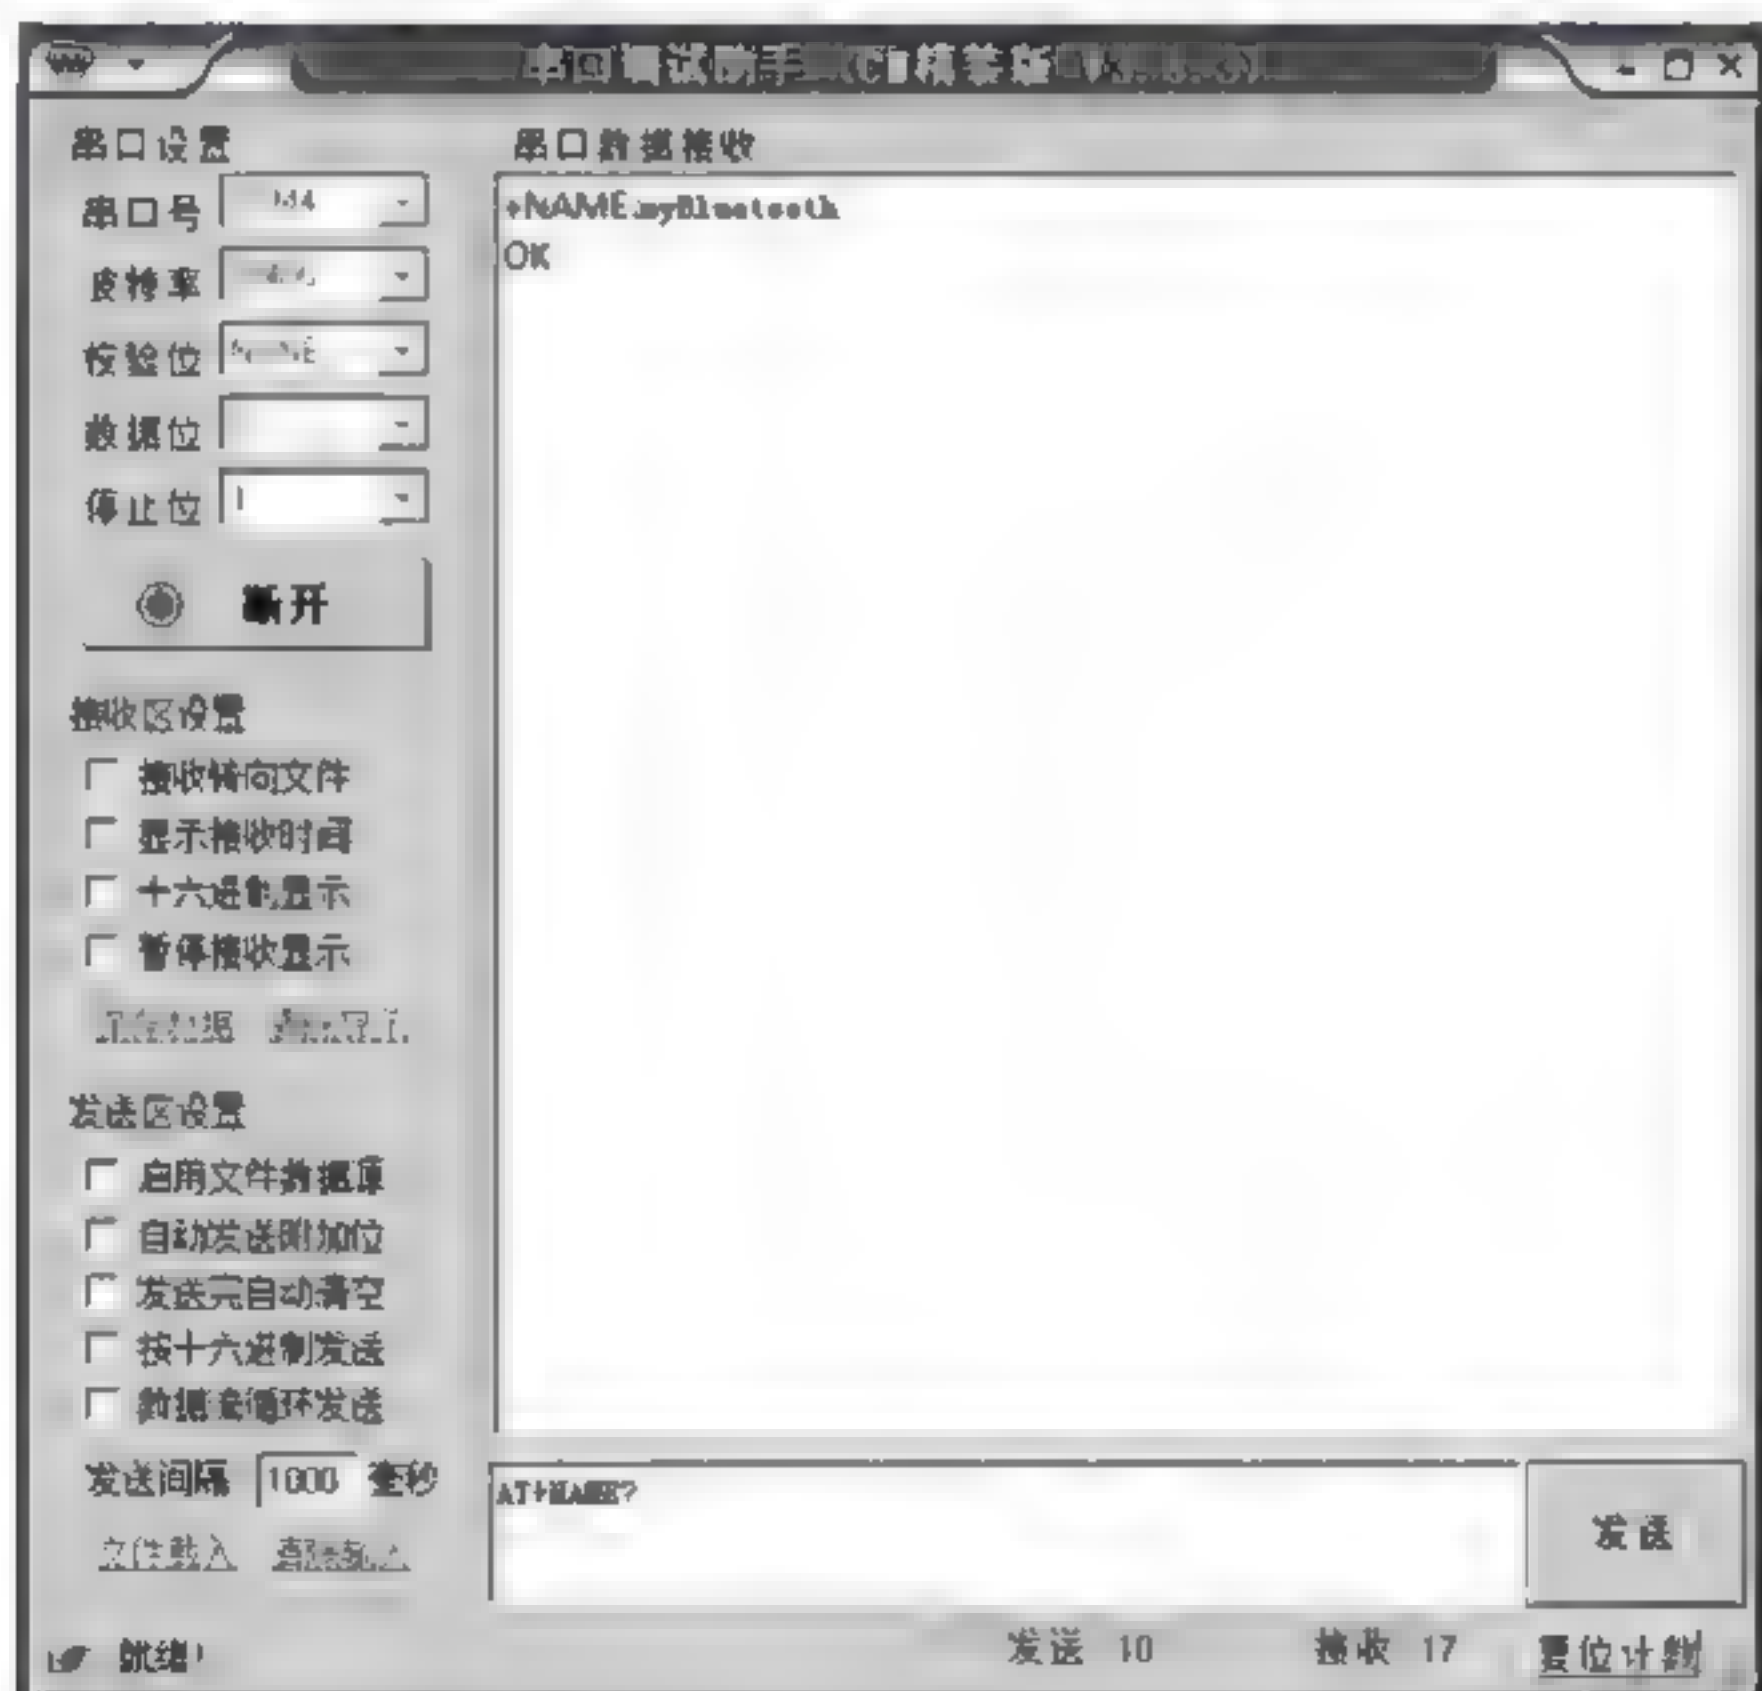 串口调试助手
串口设置
串口号
波特率
校验位
数据位
停止位 1
断开
接收区设置
接收转向文件
显示接收时间
十六进制显示
暂停接收显示
发送区设置
启用文件数据源
自动发送附加位
发送完自动清空
按十六进制发送
数据流循环发送
发送间隔 1000 毫秒
文件载入 清除输入
就绪!
串口数据接收
+NAME:myBluetooth
OK
AT+NAME?
发送
发送 10 接收 17 复位计数